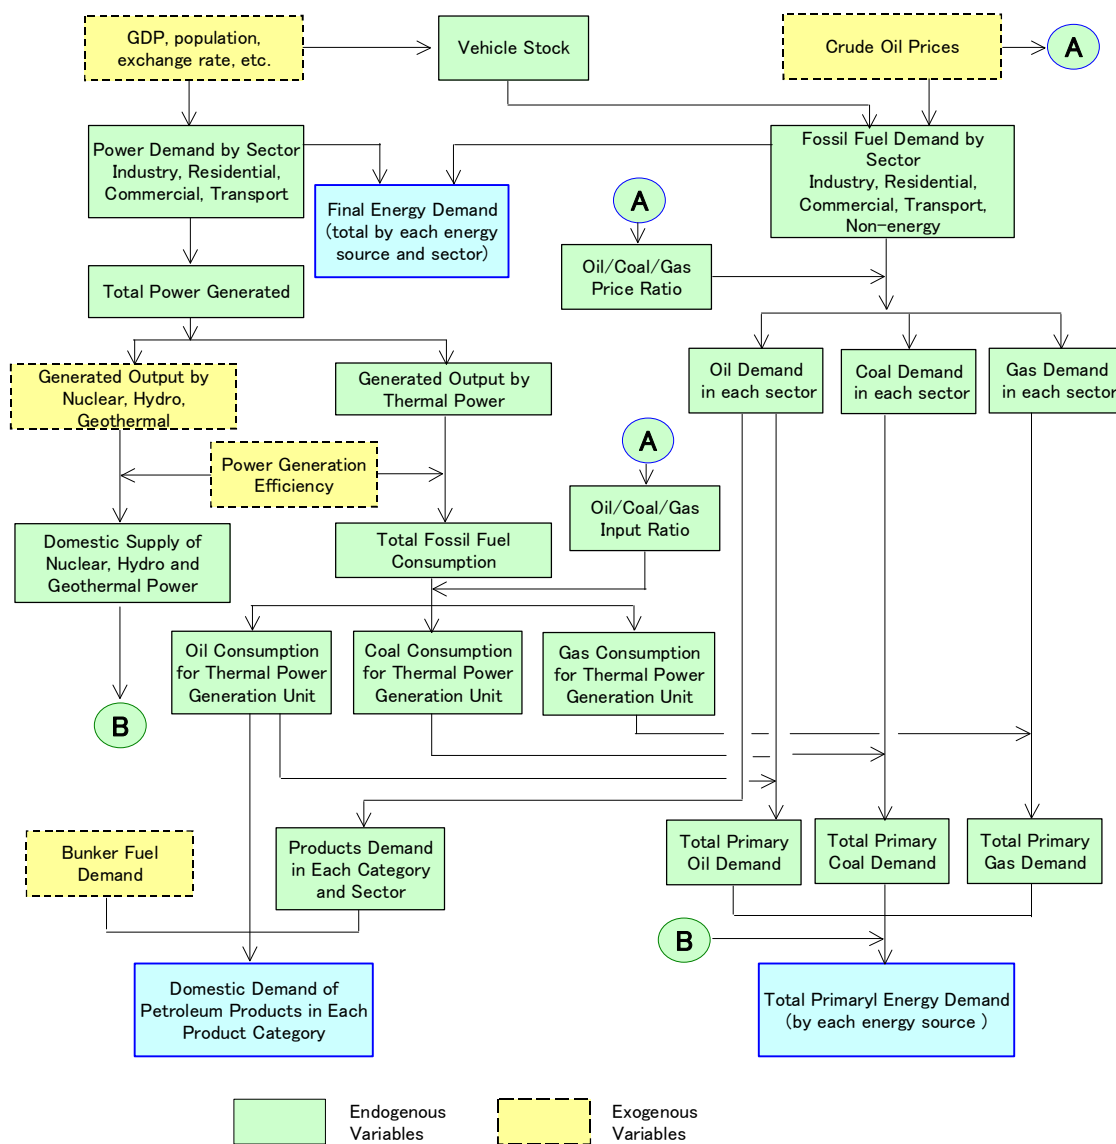 GDP, population,
exchange rate, etc.
Vehicle Stock
Crude Oil Prices
A
Power Demand by Sector
Industry, Residential,
Commercial, Transport
Final Energy Demand
(total by each energy
source and sector)
Fossil Fuel Demand by
Sector
Industry, Residential,
Commercial, Transport,
Non-energy
A
Oil/Coal/Gas
Price Ratio
Total Power Generated
Generated Output by
Nuclear, Hydro,
Geothermal
Generated Output by
Thermal Power
Oil Demand
in each sector
Coal Demand
in each sector
Gas Demand
in each sector
A
Power Generation
Efficiency
Oil/Coal/Gas
Input Ratio
Domestic Supply of
Nuclear, Hydro and
Geothermal Power
Total Fossil Fuel
Consumption
Oil Consumption
for Thermal Power
Generation Unit
Coal Consumption
for Thermal Power
Generation Unit
Gas Consumption
for Thermal Power
Generation Unit
B
Bunker Fuel
Demand
Products Demand
in Each Category
and Sector
Total Primary
Oil Demand
Total Primary
Coal Demand
Total Primary
Gas Demand
B
Domestic Demand of
Petroleum Products in Each
Product Category
Total Primaryl Energy Demand
(by each energy source )
Endogenous
Variables
Exogenous
Variables